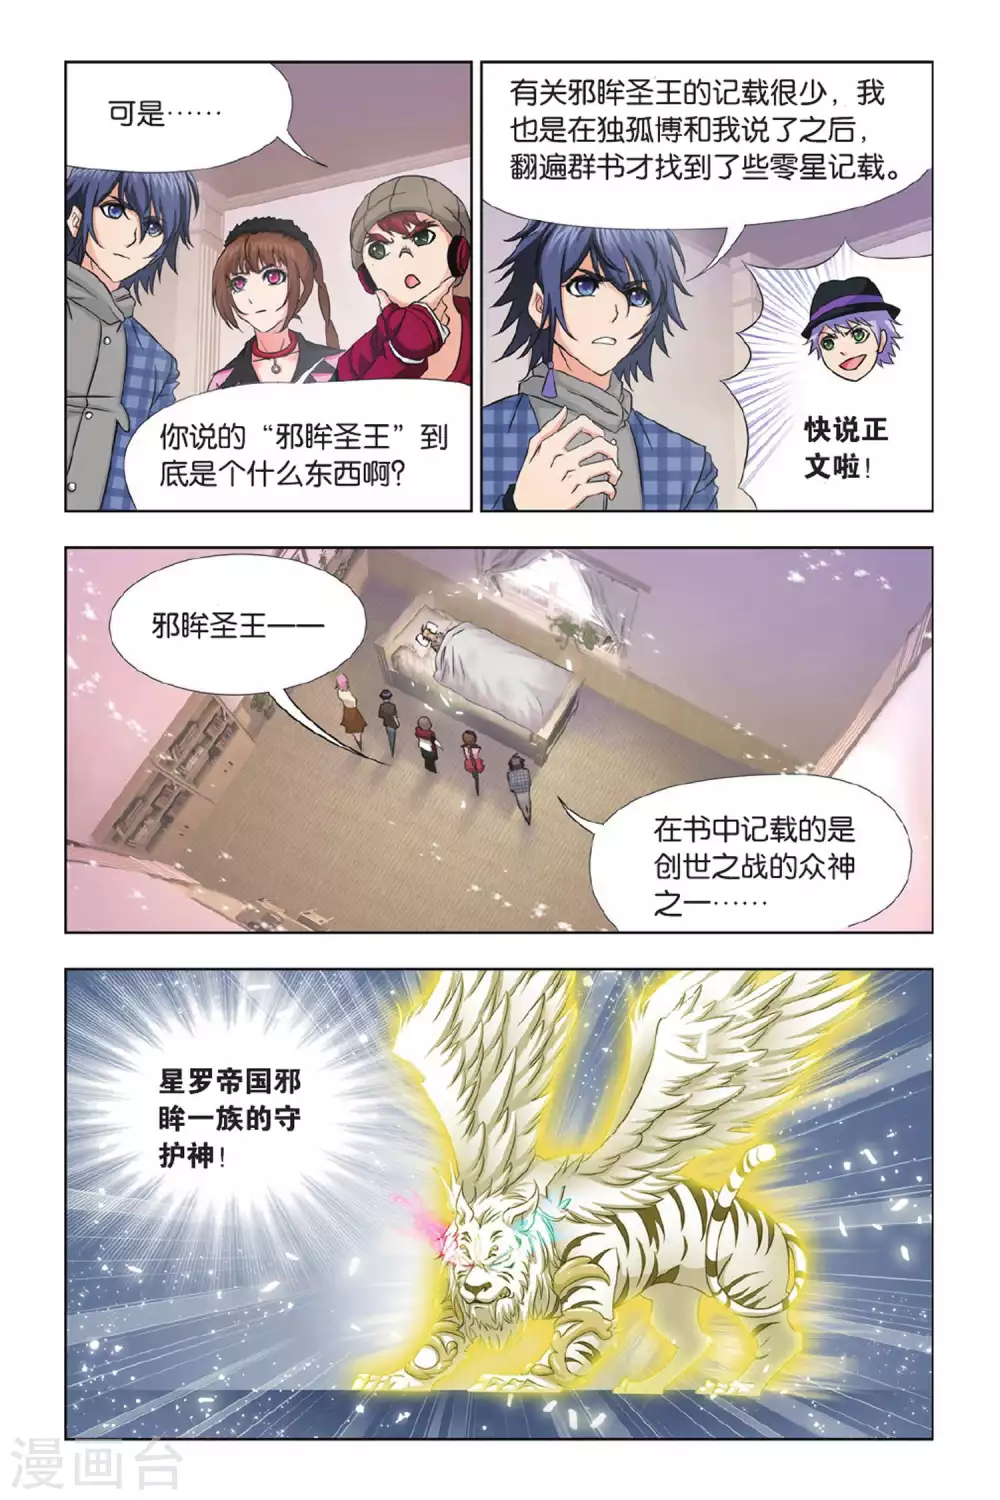 可是……
你说的“邪眸圣王”到
底是个什么东西啊？
有关邪眸圣王的记载很少，我
也是在独孤博和我说了之后，
翻遍群书才找到了些零星记载。
快说正
文啦！
邪眸圣王——
在书中记载的是
创世之战的众神
之一……
星罗帝国邪
眸一族的守
护神！
漫画台